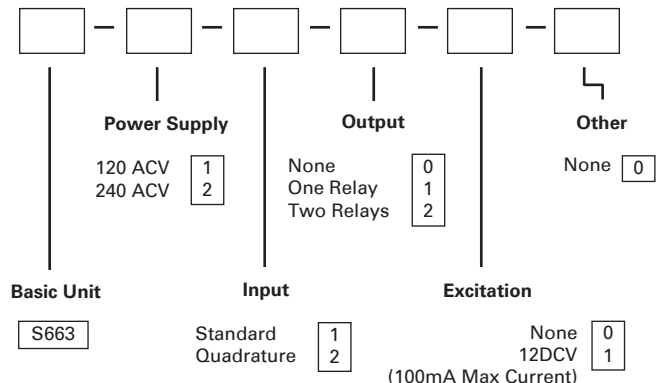 Power Supply
120 ACV 1
240 ACV 2
Output
None 0
One Relay 1
Two Relays 2
Other
None 0
Basic Unit
S663
Input
Standard 1
Quadrature 2
Excitation
None 0
12DCV 1
(100mA Max Current)